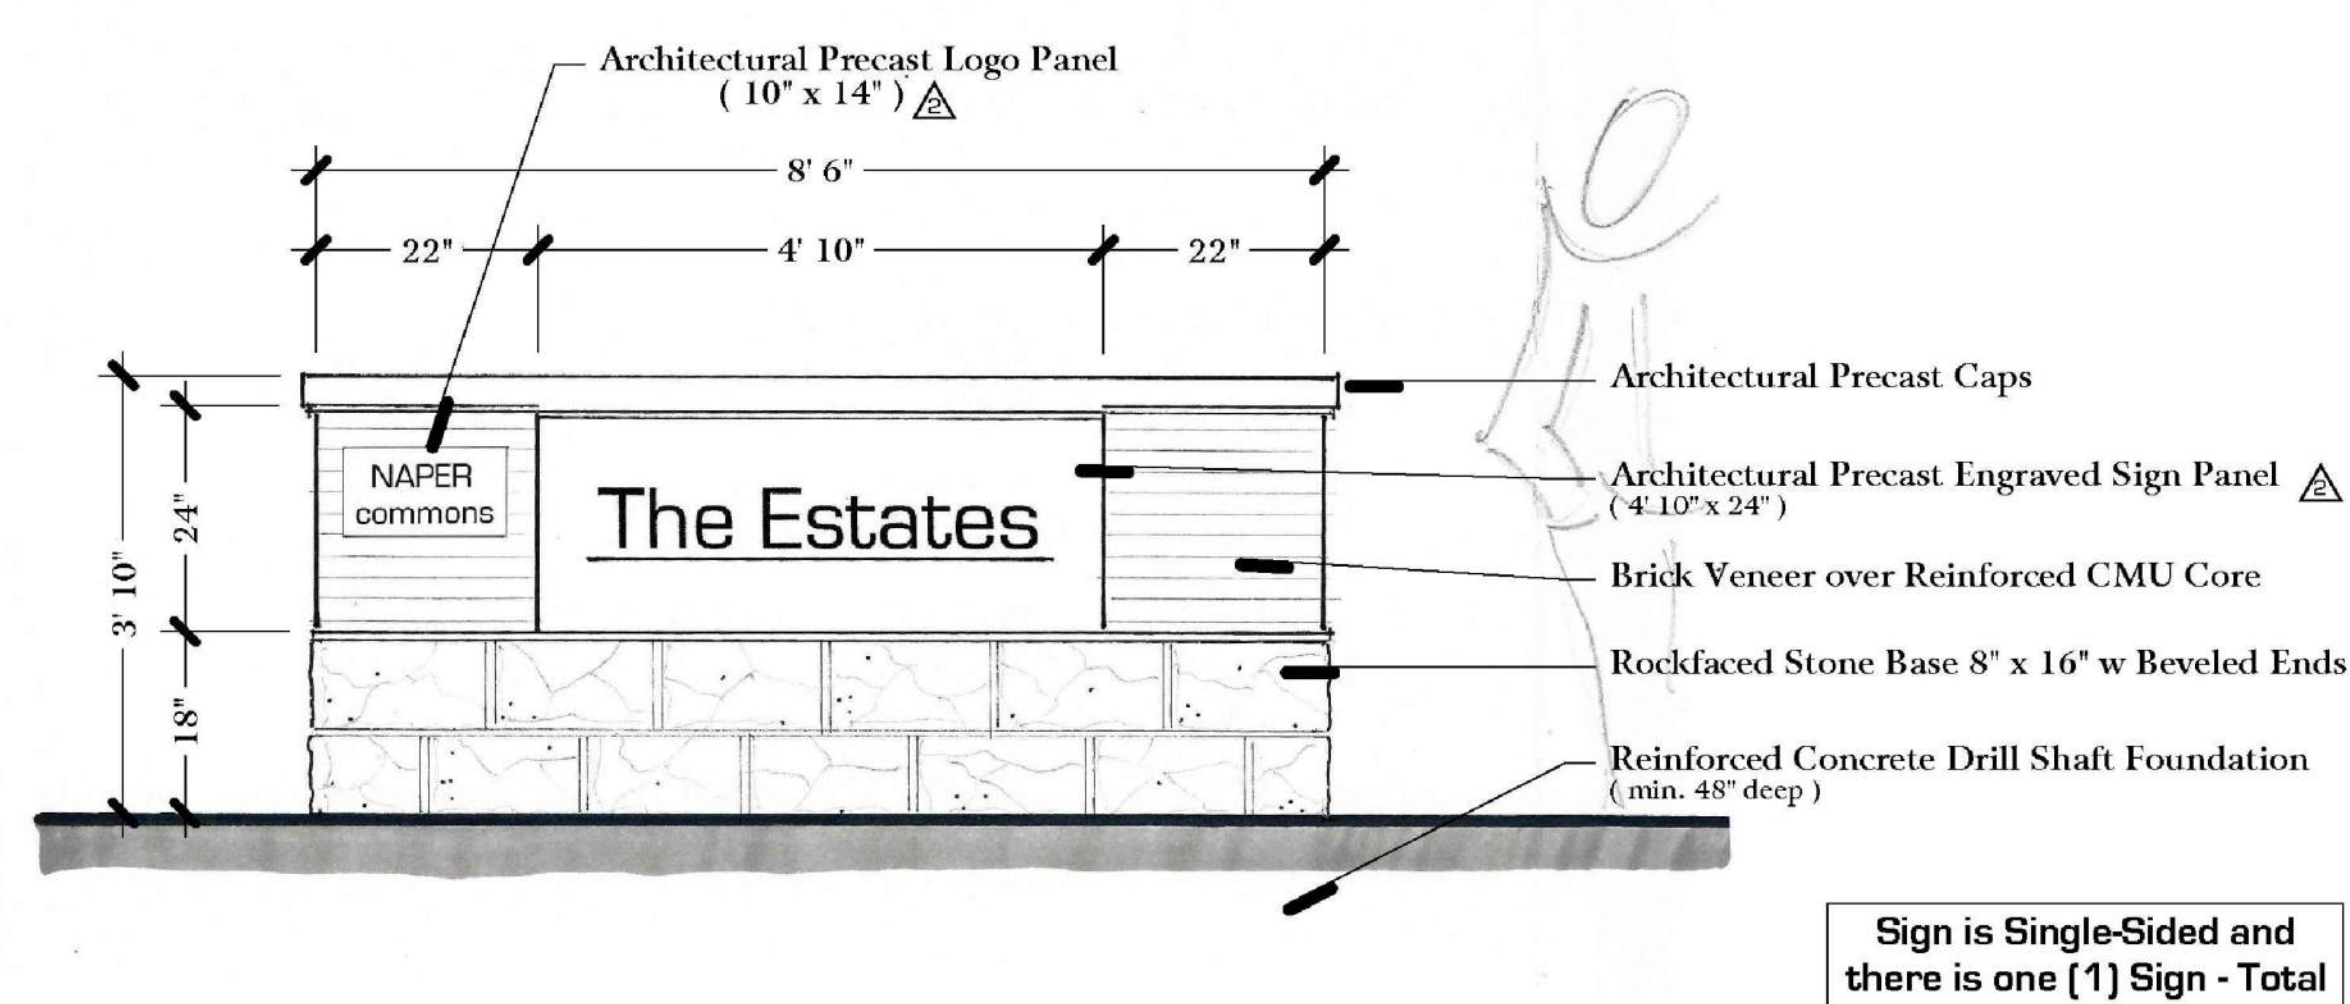 Architectural Precast Logo Panel
( 10" x 14" ) 2
8' 6"
22" 4' 10" 22"
Architectural Precast Caps
Architectural Precast Engraved Sign Panel 2
( 4' 10" x 24" )
NAPER
commons
The Estates
24"
3' 10"
18"
Brick Veneer over Reinforced CMU Core
Rockfaced Stone Base 8" x 16" w Beveled Ends
Reinforced Concrete Drill Shaft Foundation
( min. 48" deep )
Sign is Single-Sided and
there is one (1) Sign - Total